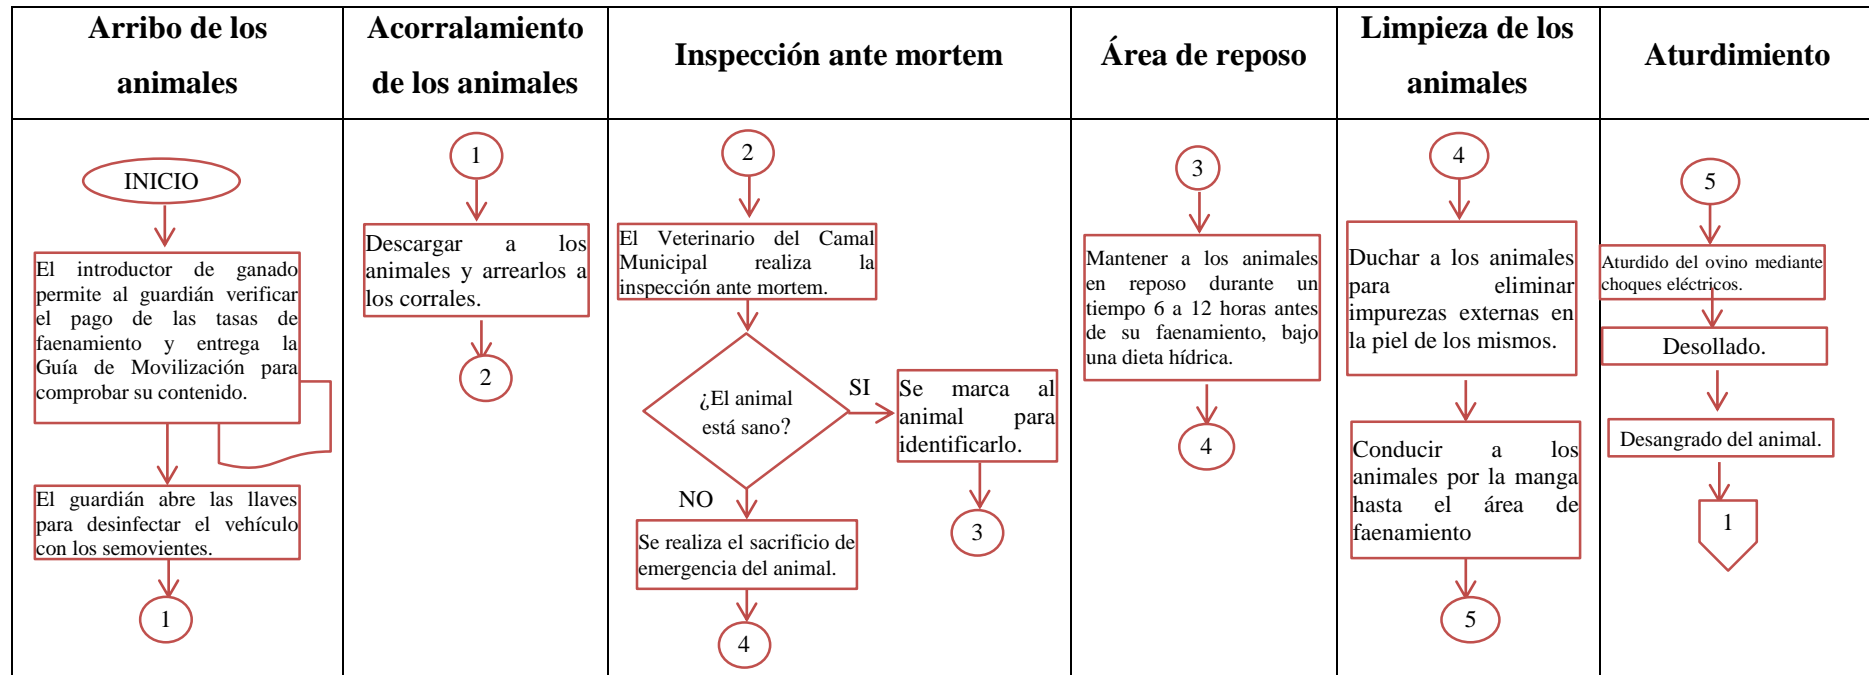 Arribo de los
animales
Acorralamiento
de los animales
Inspección ante mortem
Área de reposo
Limpieza de los
animales
Aturdimiento
INICIO
El introductor de ganado
permite al guardián verificar
el pago de las tasas de
faenamiento y entrega la
Guía de Movilización para
comprobar su contenido.
El guardián abre las llaves
para desinfectar el vehículo
con los semovientes.
1
1
Descargar a los
animales y arrearlos a
los corrales.
2
2
El Veterinario del Camal
Municipal realiza la
inspección ante mortem.
¿El animal
está sano?
SI
Se marca al
animal para
identificarlo.
3
NO
Se realiza el sacrificio de
emergencia del animal.
4
3
Mantener a los animales
en reposo durante un
tiempo 6 a 12 horas antes
de su faenamiento, bajo
una dieta hídrica.
4
4
Duchar a los animales
para eliminar
impurezas externas en
la piel de los mismos.
Conducir a los
animales por la manga
hasta el área de
faenamiento
5
5
Aturdido del ovino mediante
choques eléctricos.
Desollado.
Desangrado del animal.
1